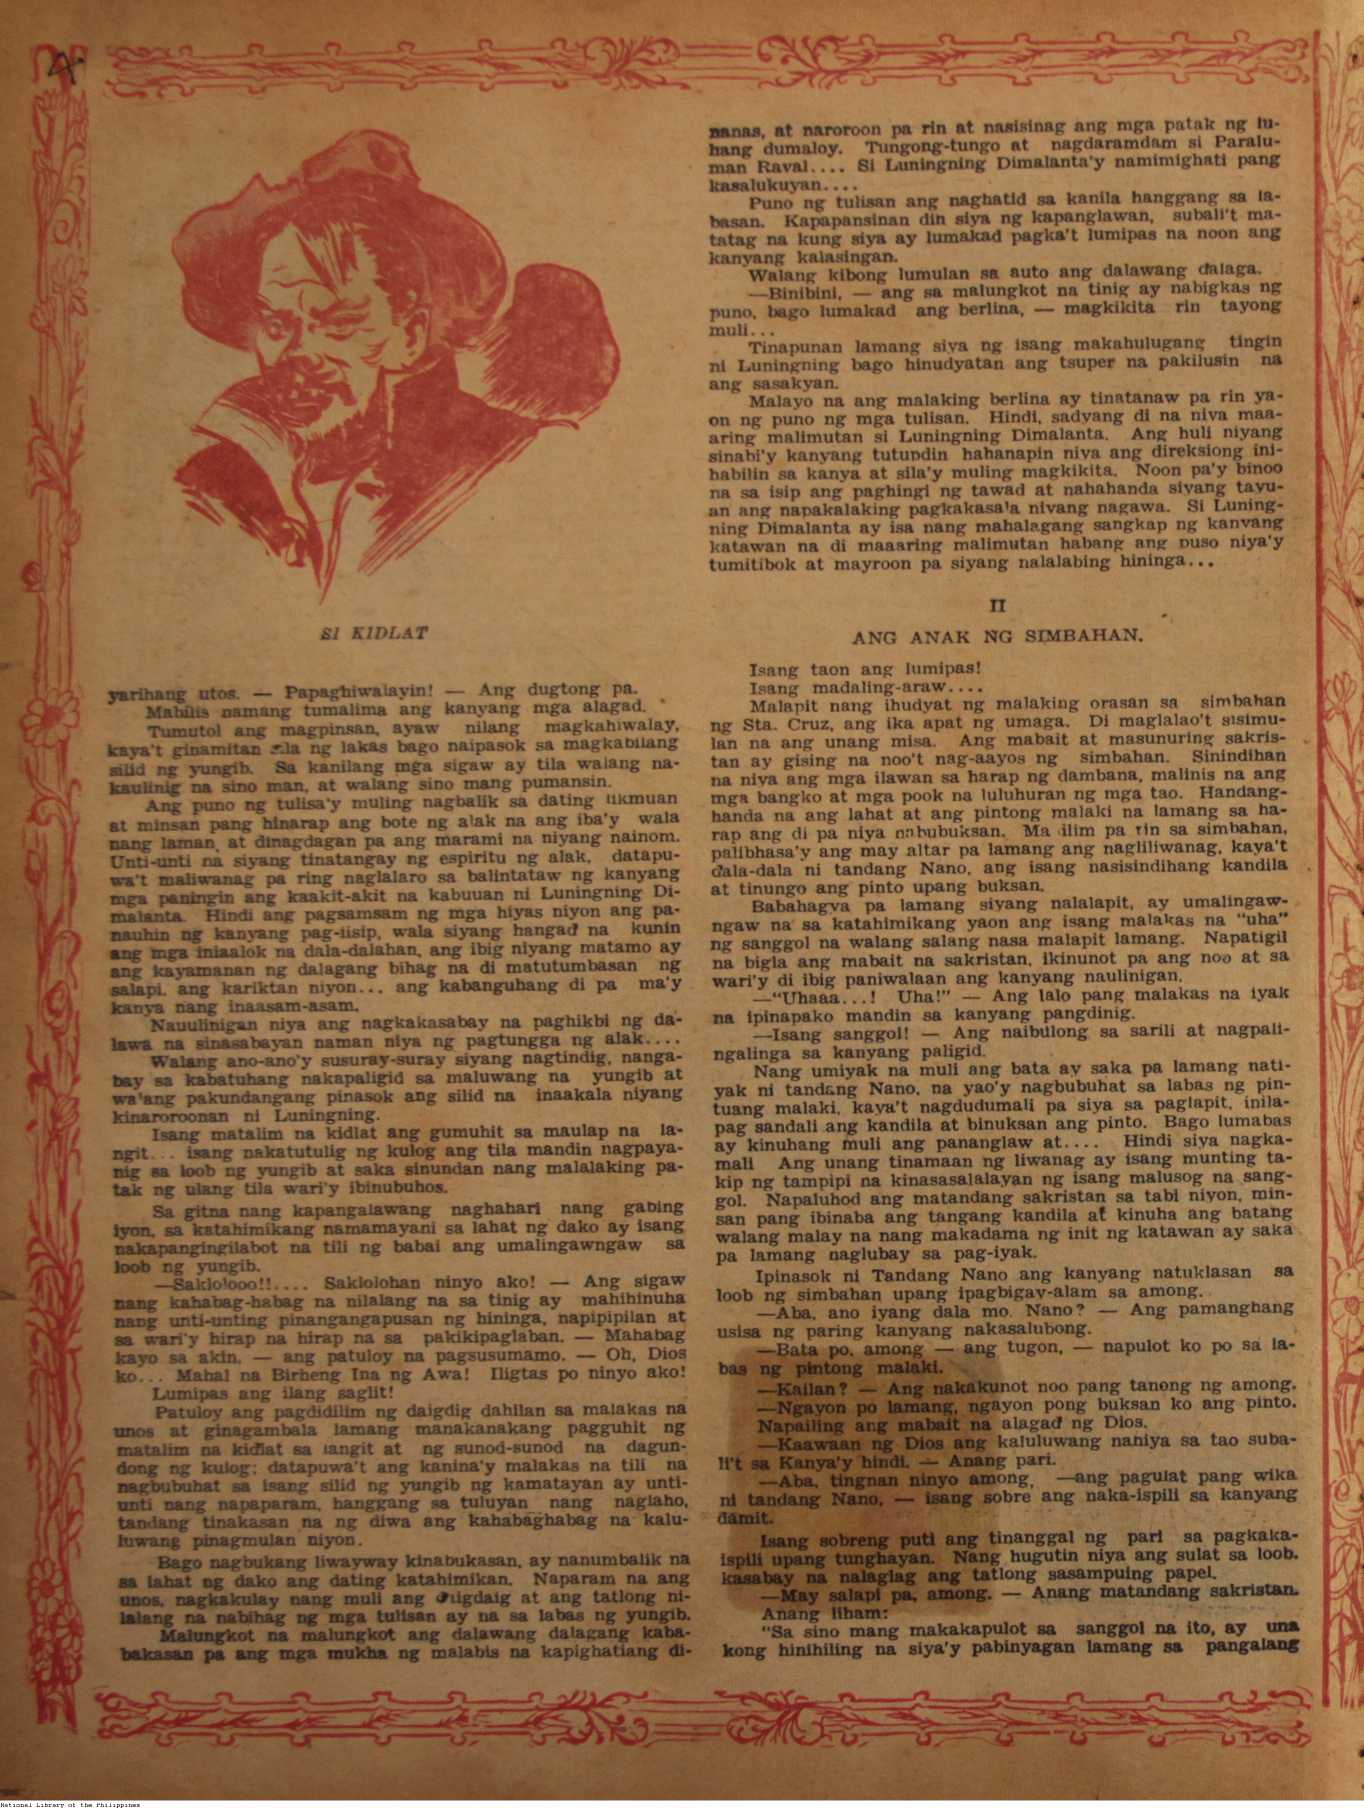 4
SI KIDLAT
yarihang utos. — Papaghiwalayin! — Ang dugtong pa.
Mabilis namang tumalima ang kanyang mga alagad.
Tumutol ang magpinsan, ayaw nilang magkahiwalay,
kaya't ginamitan sila ng lakas bago naipasok sa magkabilang
silid ng yungib. Sa kanilang mga sigaw ay tila walang na-
kaulinig na sino man, at walang sino mang pumansin.
Ang puno ng tulisa'y muling nagbalik sa dating likmuan
at minsan pang hinarap ang bote ng alak na ang iba'y wala
nang laman, at dinagdagan pa ang marami na niyang nainom.
Unti-unti na siyang tinatangay ng espiritu ng alak, datapu-
wa't maliwanag pa ring naglalaro sa balintataw ng kanyang
mga paningin ang kaakit-akit na kabuuan ni Luningning Di-
malanta. Hindi ang pagsamsam ng mga hiyas niyon ang pa-
nauhin ng kanyang pag-iisip, wala siyang hangad na kunin
ang mga iniaalok na dala-dalahan, ang ibig niyang matamo ay
ang kayamanan ng dalagang bihag na di matutumbasan ng
salapi, ang kariktan niyon... ang kabanguhang di pa ma'y
kanya nang inaasam-asam.
Nauulinigan niya ang nagkakasabay na paghikbi ng da-
lawa na sinasabayan naman niya ng pagtungga ng alak....
Walang ano-ano'y susuray-suray siyang nagtindig, nanga-
bay sa kabatuhang nakapaligid sa maluwang na yungib at
wa'ang pakundangang pinasok ang silid na inaakala niyang
kinaroroonan ni Luningning.
Isang matalim na kidlat ang gumuhit sa maulap na la-
ngit... isang nakatutulig ng kulog ang tila mandin nagpaya-
nig sa loob ng yungib at saka sinundan nang malalaking pa-
tak ng ulang tila wari'y ibinubuhos.
Sa gitna nang kapangalawang naghahari nang gabing
iyon, sa katahimikang namamayani sa lahat ng dako ay isang
nakapangingilabot na tili ng babai ang umalingawngaw sa
loob ng yungib.
—Saklolooo!!.... Saklolohan ninyo ako! — Ang sigaw
nang kahabag-habag na nilalang na sa tinig ay mahihinuha
nang unti-unting pinangangapusan ng hininga, napipipilan at
sa wari'y hirap na hirap na sa pakikipaglaban. — Mahabag
kayo sa akin, — ang patuloy na pagsusumamo. — Oh, Dios
ko... Mahal na Birheng Ina ng Awa! Iligtas po ninyo ako!
Lumipas ang ilang saglit!
Patuloy ang pagdidilim ng daigdig dahilan sa malakas na
unos at ginagambala lamang manakanakang pagguhit ng
matalim na kidlat sa langit at ng sunod-sunod na dagun-
dong ng kulog; datapuwa't ang kanina'y malakas na tili na
nagbubuhat sa isang silid ng yungib ng kamatayan ay unti-
unti nang napaparam, hanggang sa tuluyan nang naglaho,
tandang tinakasan na ng diwa ang kahabaghabag na kalu-
luwang pinagmulan niyon.
Bago nagbukang liwayway kinabukasan, ay nanumbalik na
sa lahat ng dako ang dating katahimikan. Naparam na ang
unos, nagkakulay nang muli ang daigdaig at ang tatlong ni-
lalang na nabihag ng mga tulisan ay na sa labas ng yungib.
Malungkot na malungkot ang dalawang dalagang kaba-
bakasan pa ang mga mukha ng malabis na kapighatiang di-
nanas, at naroroon pa rin at nasisinag ang mga patak ng lu-
hang dumaloy. Tungong-tungo at nagdaramdam si Paralu-
man Raval.... Si Luningning Dimalanta'y namimighati pang
kasalukuyan....
Puno ng tulisan ang naghatid sa kanila hanggang sa la-
basan. Kapapansinan din siya ng kapanglawan, subali't ma-
tatag na kung siya ay lumakad pagka't lumipas na noon ang
kanyang kalasingan.
Walang kibong lumulan sa auto ang dalawang dalaga.
—Binibini, — ang sa malungkot na tinig ay nabigkas ng
puno, bago lumakad ang berlina, — magkikita rin tayong
muli...
Tinapunan lamang siya ng isang makahulugang tingin
ni Luningning bago hinudyatan ang tsuper na pakilusin na
ang sasakyan.
Malayo na ang malaking berlina ay tinatanaw pa rin ya-
on ng puno ng mga tulisan. Hindi, sadyang di na niya maa-
aring malimutan si Luningning Dimalanta. Ang huli niyang
sinabi'y kanyang tutupdin hahanapin niya ang direksiong ini-
habilin sa kanya at sila'y muling magkikita. Noon pa'y binoo
na sa isip ang paghingi ng tawad at nahahanda siyang tayu-
an ang napakalaking pagkakasa'a niyang nagawa. Si Luning-
ning Dimalanta ay isa nang mahalagang sangkap ng kanyang
katawan na di maaaring malimutan habang ang puso niya'y
tumitibok at mayroon pa siyang nalalabing hininga...
II
ANG ANAK NG SIMBAHAN.
Isang taon ang lumipas!
Isang madaling-araw....
Malapit nang ihudyat ng malaking orasan sa simbahan
ng Sta. Cruz, ang ika apat ng umaga. Di maglalao't sisimu-
lan na ang unang misa. Ang mabait at masunuring sakris-
tan ay gising na noo't nag-aayos ng simbahan. Sinindihan
na niya ang mga ilawan sa harap ng dambana, malinis na ang
mga bangko at mga pook na luluhuran ng mga tao. Handang-
handa na ang lahat at ang pintong malaki na lamang sa ha-
rap ang di pa niya nabubuksan. Madilim pa rin sa simbahan,
palibhasa'y ang may altar pa lamang ang nagliliwanag, kaya't
dala-dala ni tandang Nano, ang isang nasisindihang kandila
at tinungo ang pinto upang buksan.
Babahagya pa lamang siyang nalalapit, ay umalingaw-
ngaw na sa katahimikang yaon ang isang malakas na "uha"
ng sanggol na walang salang nasa malapit lamang. Napatigil
na bigla ang mabait na sakristan, ikinunot pa ang noo at sa
wari'y di ibig paniwalaan ang kanyang naulinigan.
—"Uhaaa...! Uha!" — Ang lalo pang malakas na iyak
na ipinapako mandin sa kanyang pangdinig.
—Isang sanggol! — Ang naibulong sa sarili at nagpali-
ngalinga sa kanyang paligid.
Nang umiyak na muli ang bata ay saka pa lamang nati-
yak ni tandang Nano, na yao'y nagbubuhat sa labas ng pin-
tuang malaki, kaya't nagdudumali pa siya sa paglapit, inila-
pag sandali ang kandila at binuksan ang pinto. Bago lumabas
ay kinuhang muli ang pananglaw at.... Hindi siya nagka-
mali Ang unang tinamaan ng liwanag ay isang munting ta-
kip ng tampipi na kinasasalalayan ng isang malusog na sang-
gol. Napaluhod ang matandang sakristan sa tabi niyon, min-
san pang ibinaba ang tangang kandila at kinuha ang batang
walang malay na nang makadama ng init ng katawan ay saka
pa lamang naglubay sa pag-iyak.
Ipinasok ni Tandang Nano ang kanyang natuklasan sa
loob ng simbahan upang ipagbigay-alam sa among.
—Aba, ano iyang dala mo, Nano? — Ang pamanghang
usisa ng paring kanyang nakasalubong.
—Bata po, among — ang tugon, — napulot ko po sa la-
bas ng pintong malaki.
—Kailan? — Ang nakakunot noo pang tanong ng among.
—Ngayon po lamang, ngayon pong buksan ko ang pinto.
Napailing ang mabait na alagad ng Dios.
—Kaawaan ng Dios ang kaluluwang nahiya sa tao suba-
li't sa Kanya'y hindi. — Anang pari.
—Aba, tingnan ninyo among, —ang pagulat pang wika
ni tandang Nano, — isang sobre ang naka-ispili sa kanyang
damit.
Isang sobreng puti ang tinanggal ng pari sa pagkaka-
ispili upang tunghayan. Nang hugutin niya ang sulat sa loob,
kasabay na nalaglag ang tatlong sasampuing papel.
—May salapi pa, among. — Anang matandang sakristan.
Anang liham:
"Sa sino mang makakapulot sa sanggol na ito, ay una
kong hinihiling na siya'y pabinyagan lamang sa pangalang
National Library of the Philippines